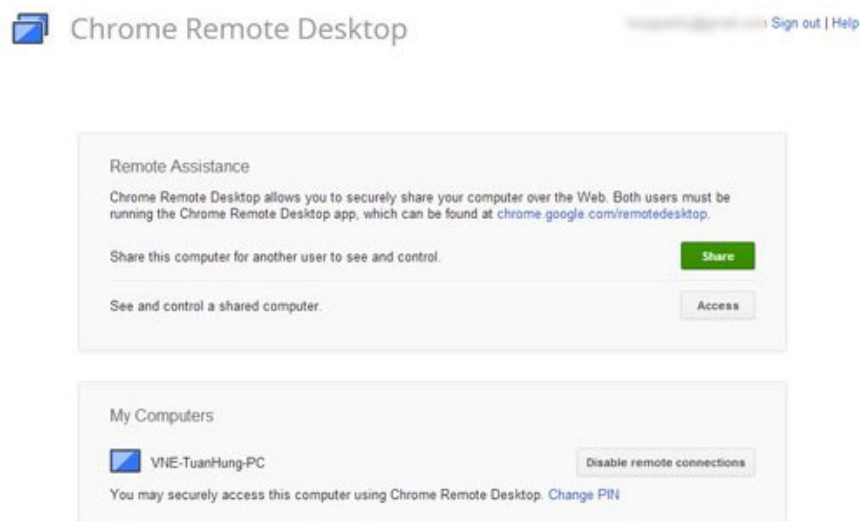 Chrome Remote Desktop
Sign out | Help
Remote Assistance
Chrome Remote Desktop allows you to securely share your computer over the Web. Both users must be
running the Chrome Remote Desktop app, which can be found at chrome.google.com/remotedesktop.
Share this computer for another user to see and control.
Share
See and control a shared computer.
Access
My Computers
VNE-TuanHung-PC
Disable remote connections
You may securely access this computer using Chrome Remote Desktop. Change PIN